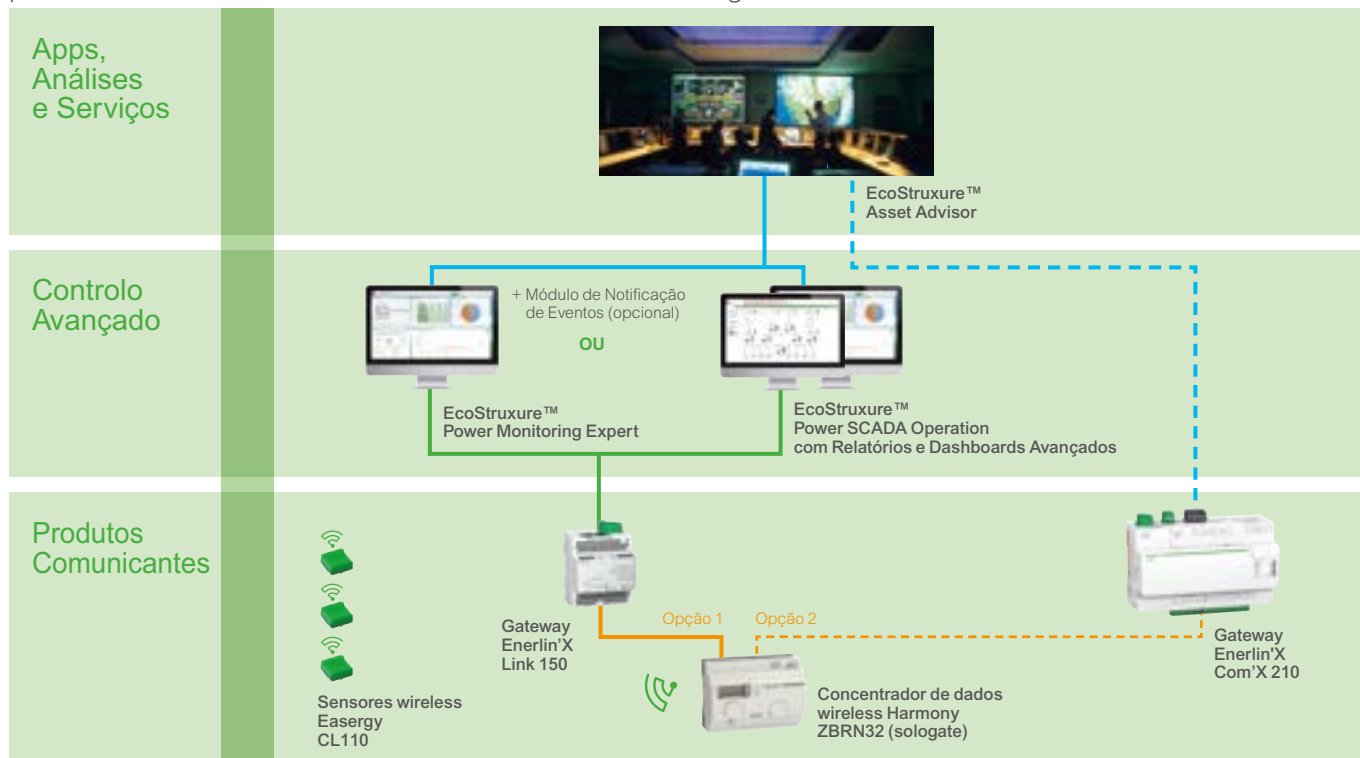 Apps,
Análises
e Serviços
EcoStruxure™
Asset Advisor
Controlo
Avançado
+ Módulo de Notificação
de Eventos (opcional)
OU
EcoStruxure™
Power Monitoring Expert
EcoStruxure™
Power SCADA Operation
com Relatórios e Dashboards Avançados
Produtos
Comunicantes
Sensores wireless
Easergy
CL110
Gateway
Enerlin’X
Link 150
Opção 1
Opção 2
Concentrador de dados
wireless Harmony
ZBRN32 (sologate)
Gateway
Enerlin'X
Com’X 210